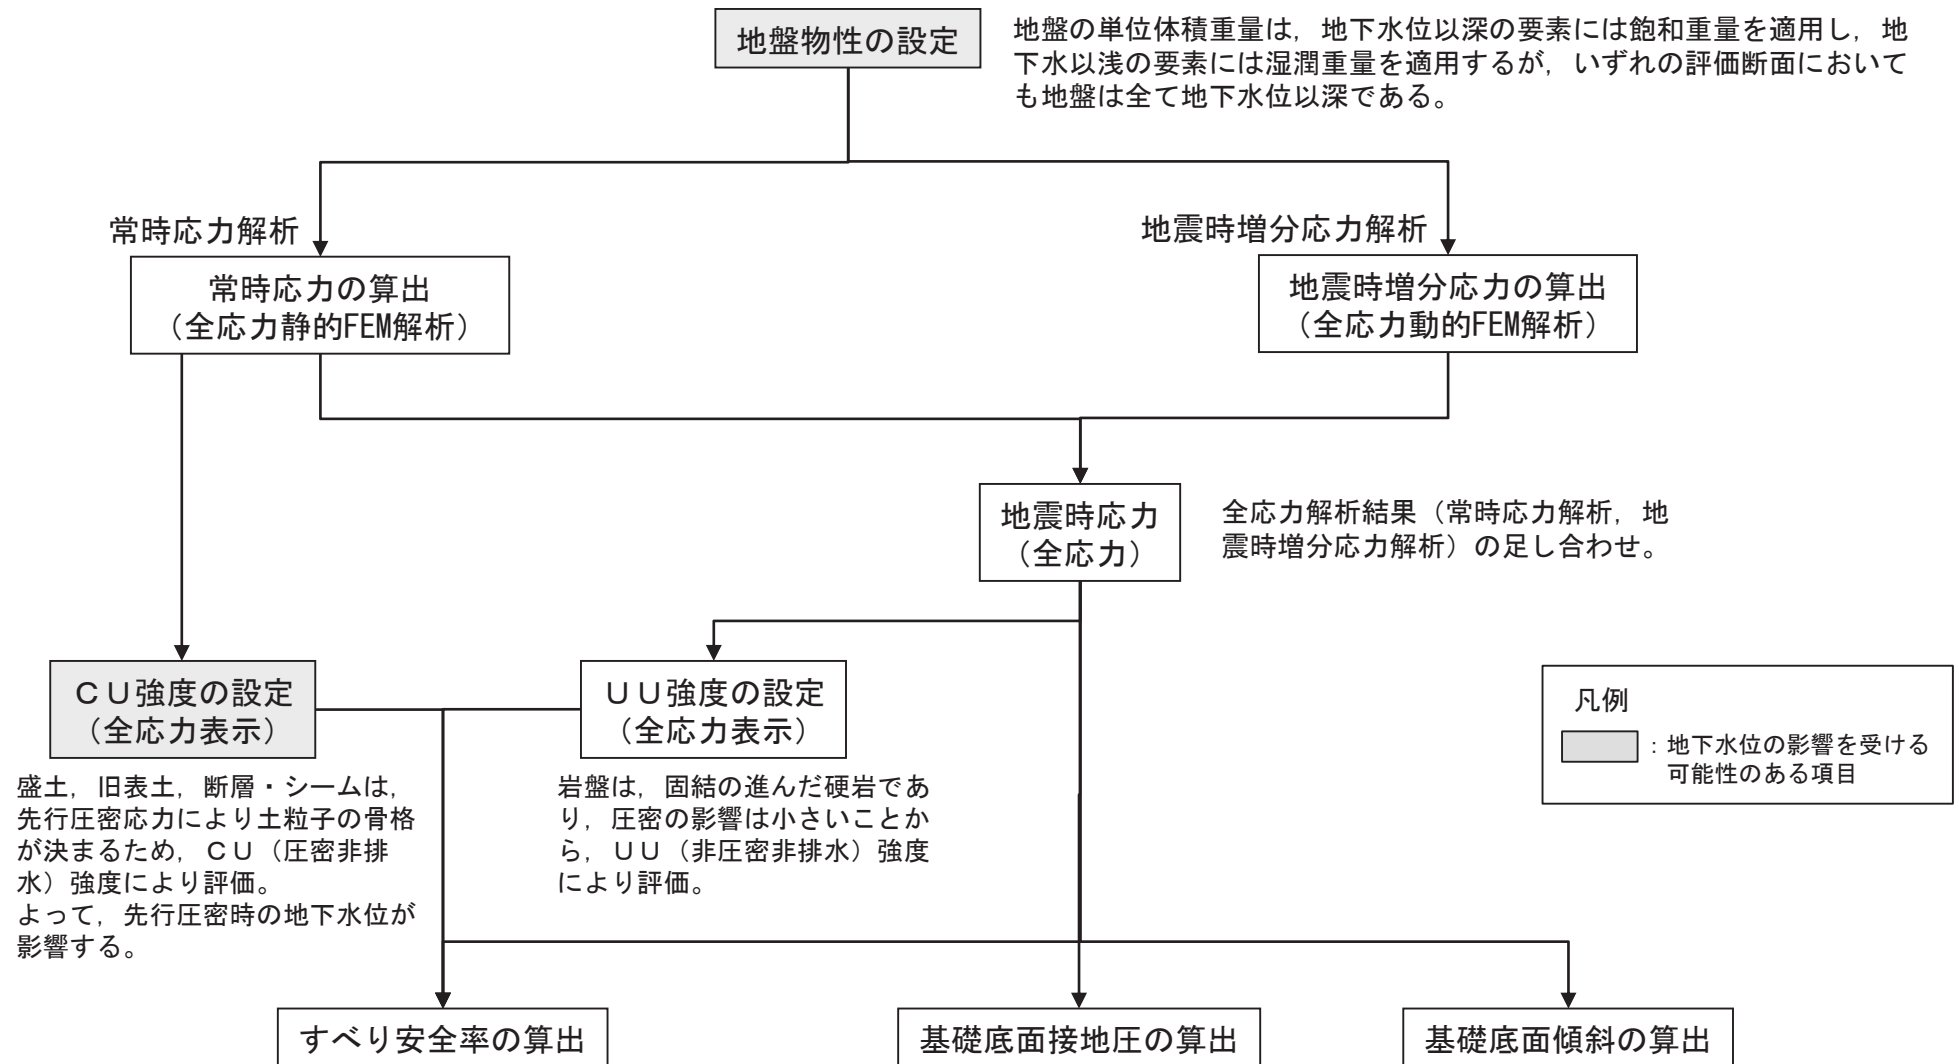 地盤物性の設定
地盤の単位体積重量は，地下水位以深の要素には飽和重量を適用し，地
下水以浅の要素には湿潤重量を適用するが，いずれの評価断面において
も地盤は全て地下水位以深である。
常時応力解析
地震時増分応力解析
常時応力の算出
（全応力静的FEM解析）
地震時増分応力の算出
（全応力動的FEM解析）
地震時応力
（全応力）
全応力解析結果（常時応力解析，地
震時増分応力解析）の足し合わせ。
ＣＵ強度の設定
（全応力表示）
ＵＵ強度の設定
（全応力表示）
凡例
：地下水位の影響を受ける
可能性のある項目
盛土，旧表土，断層・シームは，
先行圧密応力により土粒子の骨格
が決まるため，ＣＵ（圧密非排
水）強度により評価。
よって，先行圧密時の地下水位が
影響する。
岩盤は，固結の進んだ硬岩であ
り，圧密の影響は小さいことか
ら，ＵＵ（非圧密非排水）強度
により評価。
すべり安全率の算出
基礎底面接地圧の算出
基礎底面傾斜の算出